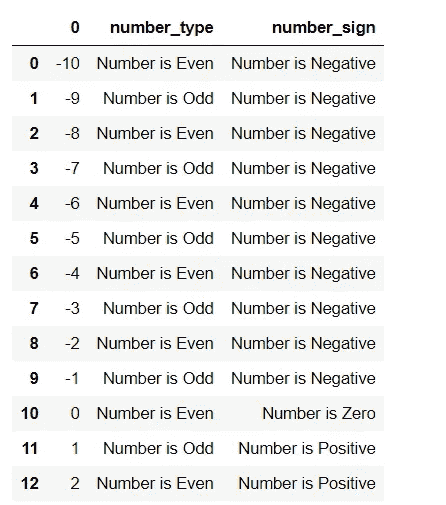 0 number_type number_sign
0 -10 Number is Even Number is Negative
1 -9 Number is Odd Number is Negative
2 -8 Number is Even Number is Negative
3 -7 Number is Odd Number is Negative
4 -6 Number is Even Number is Negative
5 -5 Number is Odd Number is Negative
6 -4 Number is Even Number is Negative
7 -3 Number is Odd Number is Negative
8 -2 Number is Even Number is Negative
9 -1 Number is Odd Number is Negative
10 0 Number is Even Number is Zero
11 1 Number is Odd Number is Positive
12 2 Number is Even Number is Positive